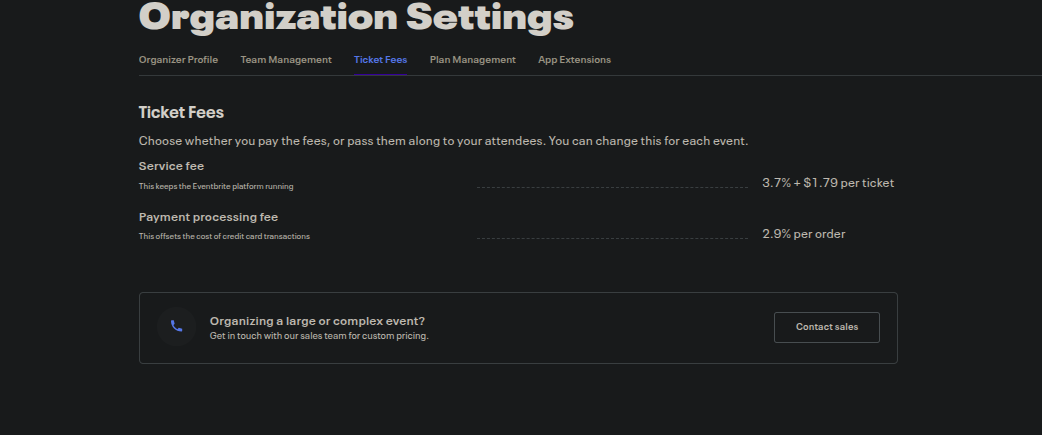 Organization Settings
Organizer Profile Team Management Ticket Fees Plan Management App Extensions
Ticket Fees
Choose whether you pay the fees, or pass them along to your attendees. You can change this for each event.
Service fee
This keeps the Eventbrite platform running
3.7% + $1.79 per ticket
Payment processing fee
This offsets the cost of credit card transactions
2.9% per order
Organizing a large or complex event?
Get in touch with our sales team for custom pricing.
Contact sales